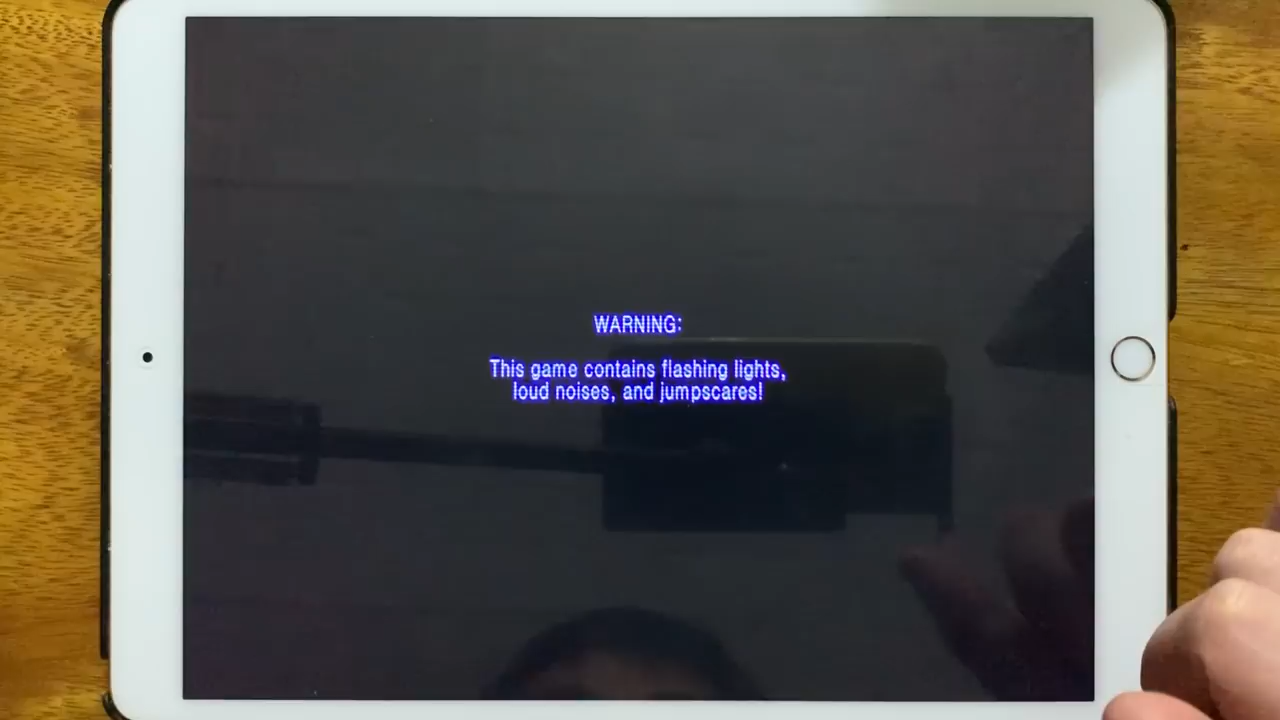 WARNING:
This game contains flashing lights,
loud noises, and jumpscares!